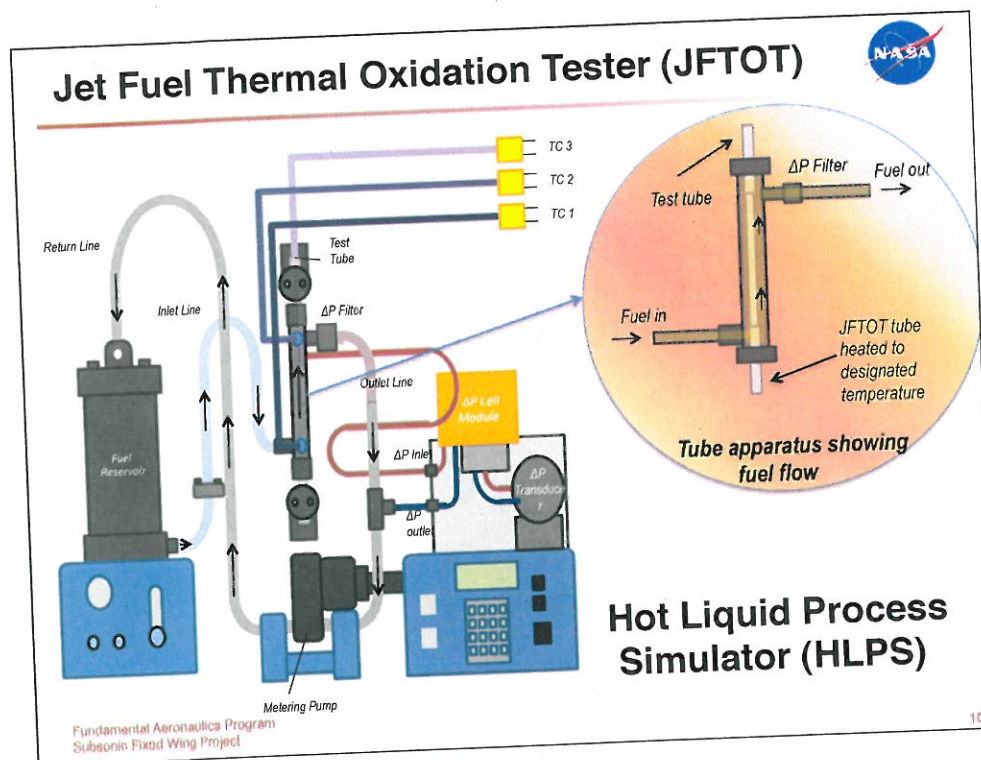 Jet Fuel Thermal Oxidation Tester (JFTOT)
NASA
TC 3
TC 2
TC 1
Return Line
Inlet Line
Test
Tube
ΔP Filter
Outlet Line
Fuel
Reservoir
ΔP Cell
Module
ΔP Inlet
ΔP
outlet
ΔP
Transduce
r
Metering Pump
Test tube
ΔP Filter
Fuel out
Fuel in
JFTOT tube
heated to
designated
temperature
Tube apparatus showing
fuel flow
Hot Liquid Process
Simulator (HLPS)
Fundamental Aeronautics Program
Subsonic Fixed Wing Project
10